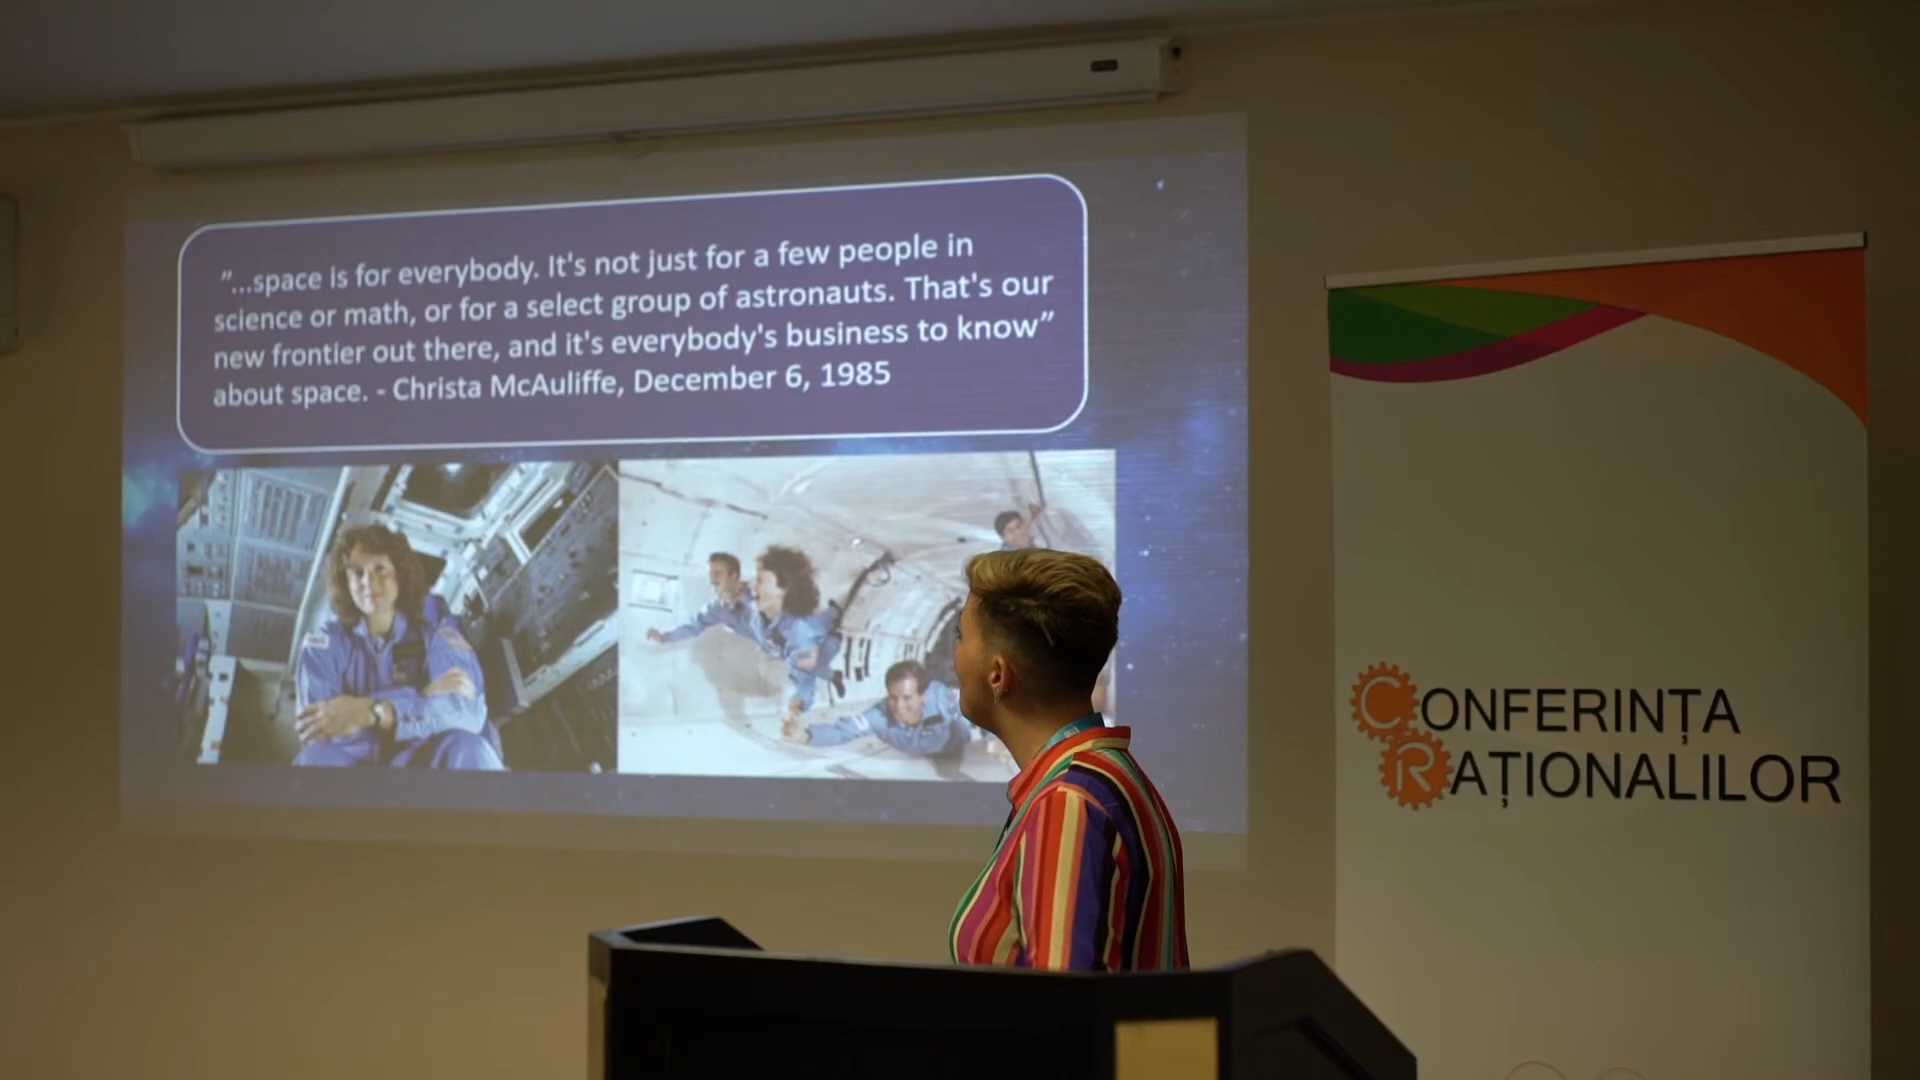 "...space is for everybody. It's not just for a few people in
science or math, or for a select group of astronauts. That's our
new frontier out there, and it's everybody's business to know”
about space. - Christa McAuliffe, December 6, 1985
CONFERINȚA
RAȚIONALILOR